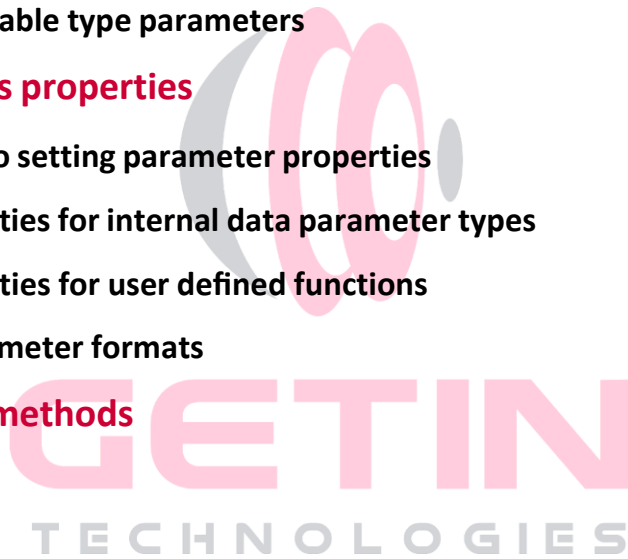 able type parameters
s properties
o setting parameter properties
ties for internal data parameter types
ties for user defined functions
meter formats
methods
GETIN
TECHNOLOGIES